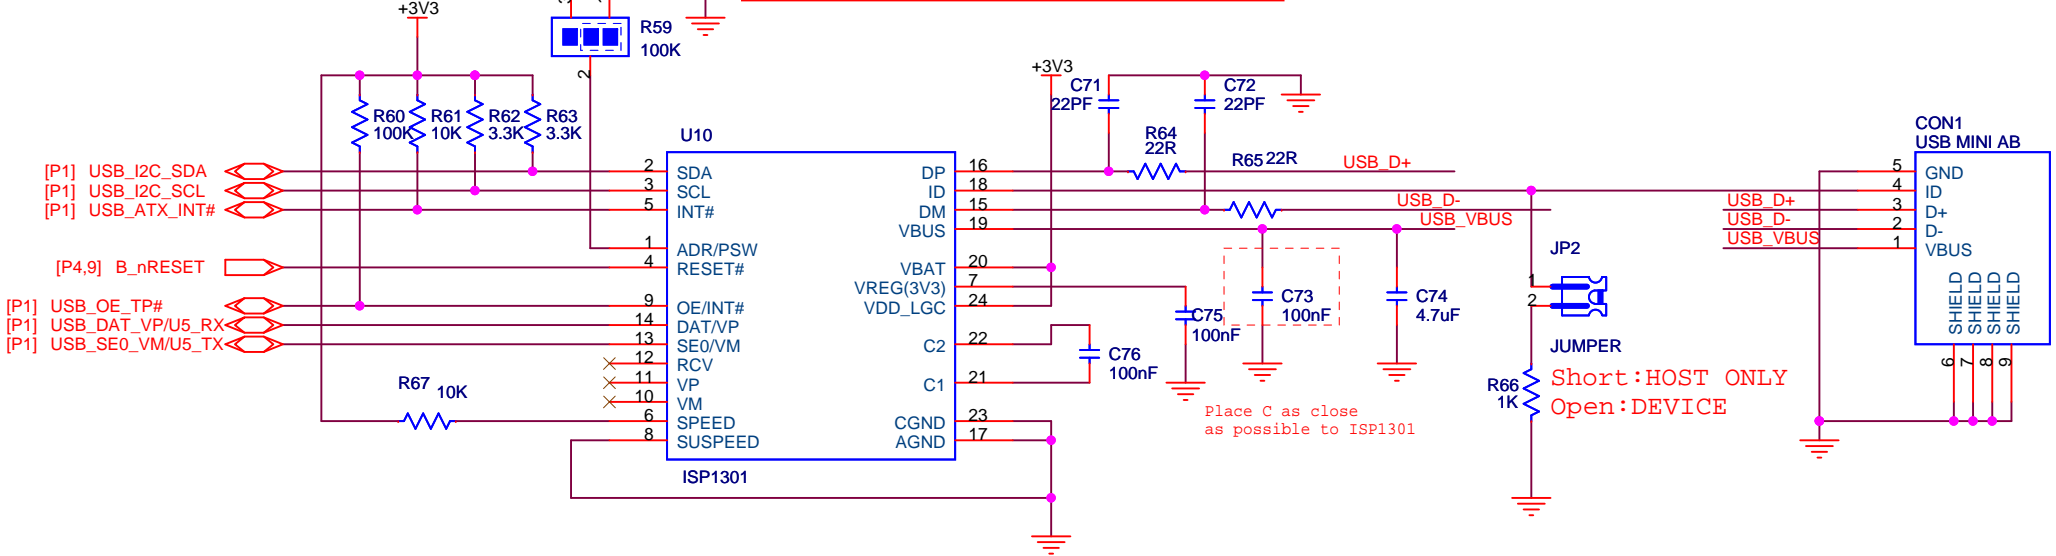 +3V3
R59
100K
2
+3V3
C71
22PF
C72
22PF
R60
100K
R61
10K
R62
3.3K
R63
3.3K
U10
R64
22R
R65 22R
CON1
USB MINI AB
[P1] USB_I2C_SDA
[P1] USB_I2C_SCL
[P1] USB_ATX_INT#
[P4,9] B_nRESET
[P1] USB_OE_TP#
[P1] USB_DAT_VP/U5_RX
[P1] USB_SE0_VM/U5_TX
2 SDA
3 SCL
5 INT#
1 ADR/PSW
4 RESET#
9 OE/INT#
14 DAT/VP
13 SE0/VM
12 RCV
11 VP
10 VM
6 SPEED
8 SUSPEED
R67 10K
DP 16
ID 18
DM 15
VBUS 19
VBAT 20
VREG(3V3) 7
VDD_LGC 24
C2 22
C1 21
CGND 23
AGND 17
ISP1301
USB_D+
USB_D-
USB_VBUS
C73
100nF
C74
4.7uF
C75
100nF
C76
100nF
Place C as close
as possible to ISP1301
JP2
1
2
JUMPER
R66
1K
Short:HOST ONLY
Open:DEVICE
5 GND
4 ID
USB_D+ 3 D+
USB_D- 2 D-
USB_VBUS 1 VBUS
SHIELD
SHIELD
SHIELD
SHIELD
6
7
8
9